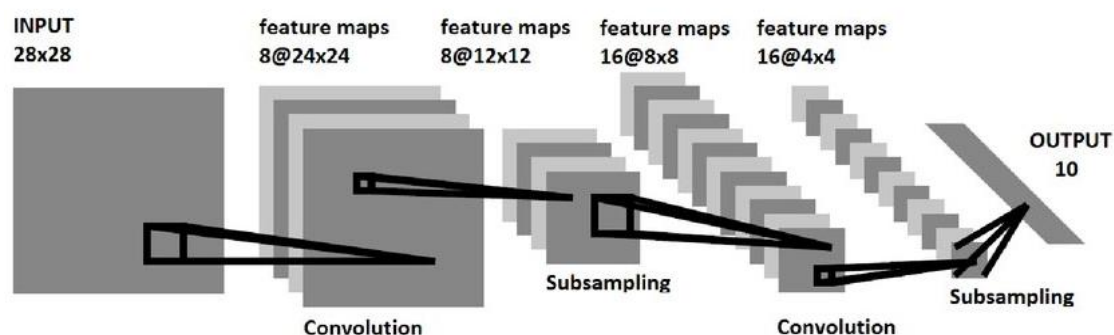 INPUT
28x28
feature maps
8@24x24
feature maps
8@12x12
feature maps
16@8x8
feature maps
16@4x4
OUTPUT
10
Convolution
Subsampling
Convolution
Subsampling